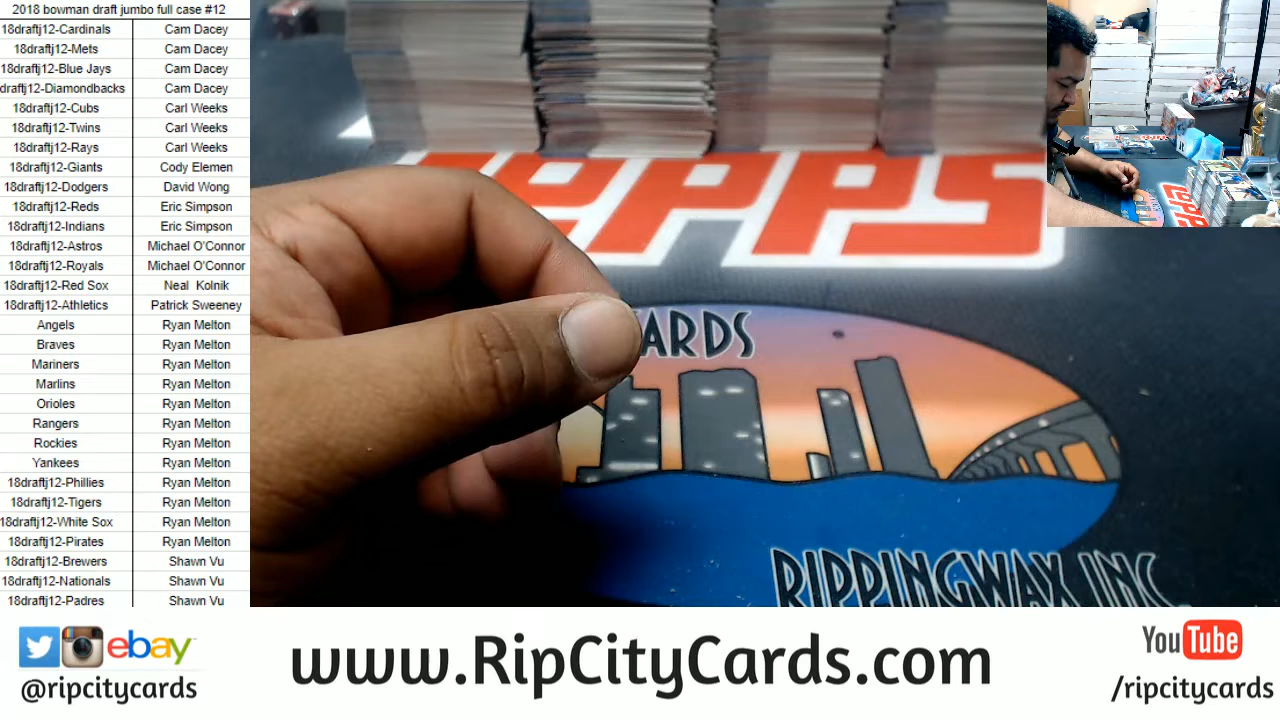 2018 bowman draft jumbo full case #12
18draftj12-Cardinals Cam Dacey
18draftj12-Mets Cam Dacey
18draftj12-Blue Jays Cam Dacey
draftj12-Diamondbacks Cam Dacey
18draftj12-Cubs Carl Weeks
18draftj12-Twins Carl Weeks
18draftj12-Rays Carl Weeks
18draftj12-Giants Cody Elemen
18draftj12-Dodgers David Wong
18draftj12-Reds Eric Simpson
18draftj12-Indians Eric Simpson
18draftj12-Astros Michael O'Connor
18draftj12-Royals Michael O'Connor
18draftj12-Red Sox Neal Kolnik
18draftj12-Athletics Patrick Sweeney
Angels Ryan Melton
Braves Ryan Melton
Mariners Ryan Melton
Marlins Ryan Melton
Orioles Ryan Melton
Rangers Ryan Melton
Rockies Ryan Melton
Yankees Ryan Melton
18draftj12-Phillies Ryan Melton
18draftj12-Tigers Ryan Melton
18draftj12-White Sox Ryan Melton
18draftj12-Pirates Ryan Melton
18draftj12-Brewers Shawn Vu
18draftj12-Nationals Shawn Vu
18draftj12-Padres Shawn Vu
TOPPS
CARDS
RIPPINGWAX INC.
ebay
@ripcitycards
www.RipCityCards.com
YouTube
/ripcitycards